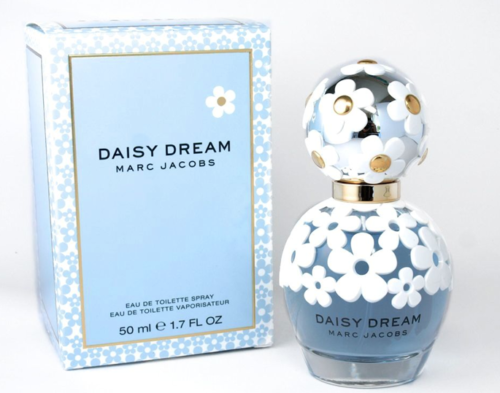 DAISY DREAM
MARC JACOBS
EAU DE TOILETTE SPRAY
EAU DE TOILETTE VAPORISATEUR
50 ml ℮ 1.7 FL OZ
DAISY DREAM
MARC JACOBS